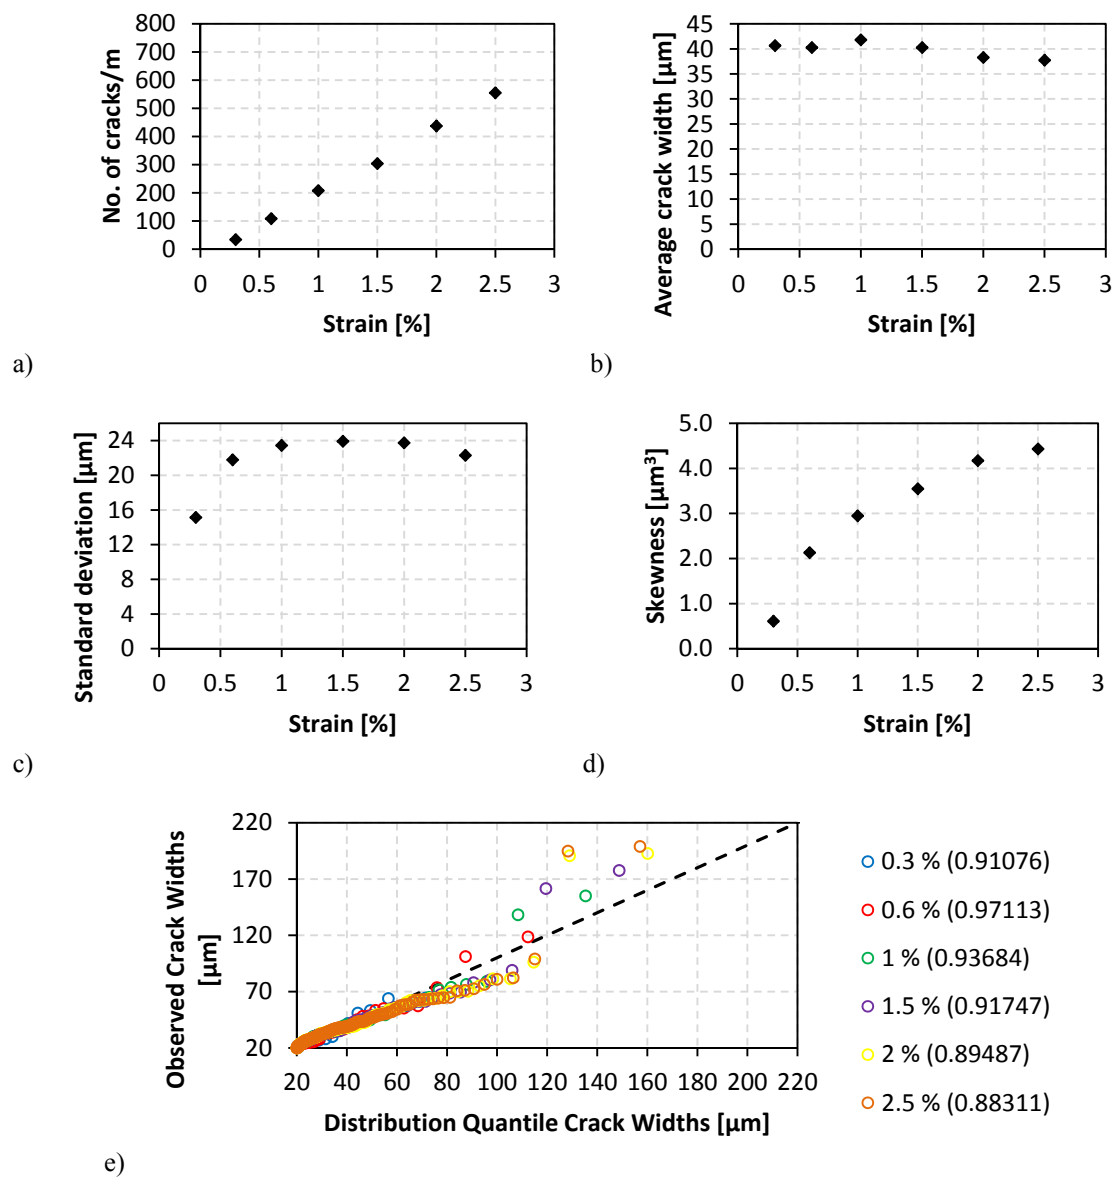 800
700
600
500
400
300
200
100
0
No. of cracks/m
0 0.5 1 1.5 2 2.5 3
Strain [%]
a)
45
40
35
30
25
20
15
10
5
0
Average crack width [µm]
0 0.5 1 1.5 2 2.5 3
Strain [%]
b)
24
20
16
12
8
4
0
Standard deviation [µm]
0 0.5 1 1.5 2 2.5 3
Strain [%]
c)
5.0
4.0
3.0
2.0
1.0
0.0
Skewness [µm³]
0 0.5 1 1.5 2 2.5 3
Strain [%]
d)
220
170
120
70
20
Observed Crack Widths
[µm]
20 40 60 80 100 120 140 160 180 200 220
Distribution Quantile Crack Widths [µm]
0.3 % (0.91076)
0.6 % (0.97113)
1 % (0.93684)
1.5 % (0.91747)
2 % (0.89487)
2.5 % (0.88311)
e)